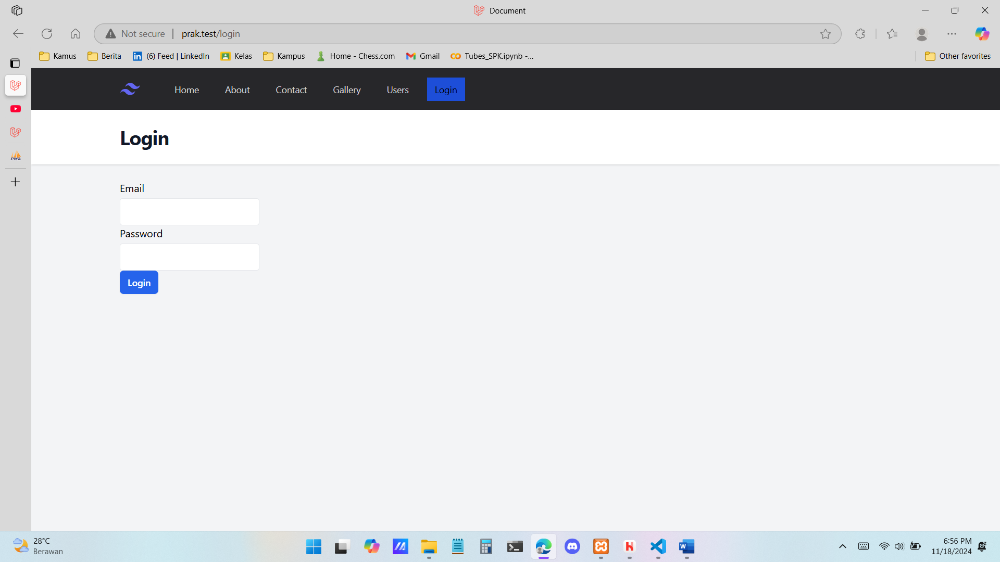 Document
Not secure prak.test/login
Kamus Berita (6) Feed | LinkedIn Kelas Kampus Home - Chess.com Gmail Tubes_SPK.ipynb -... Other favorites
Home About Contact Gallery Users Login
PMA
Login
Email
Password
Login
28°C
Berawan
6:56 PM
11/18/2024